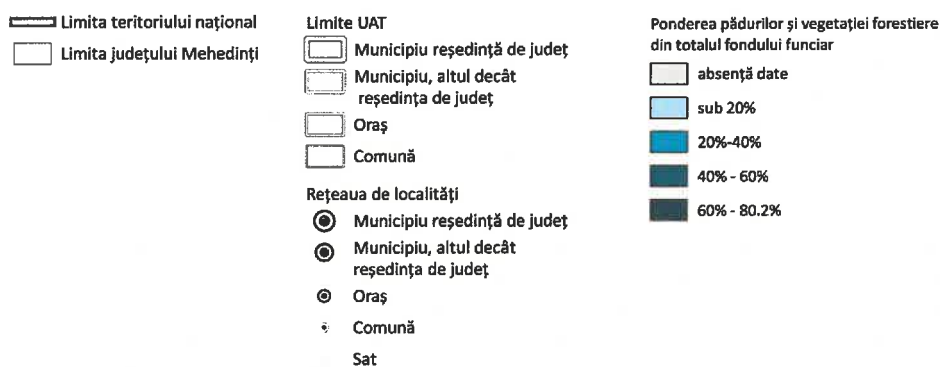 Limita teritoriului național
Limita județului Mehedinți
Limite UAT
Municipiu reședință de județ
Municipiu, altul decât
reședința de județ
Oraș
Comună
Rețeaua de localități
Municipiu reședință de județ
Municipiu, altul decât
reședința de județ
Oraș
Comună
Sat
Ponderea pădurilor și vegetației forestiere
din totalul fondului funciar
absență date
sub 20%
20%-40%
40% - 60%
60% - 80.2%